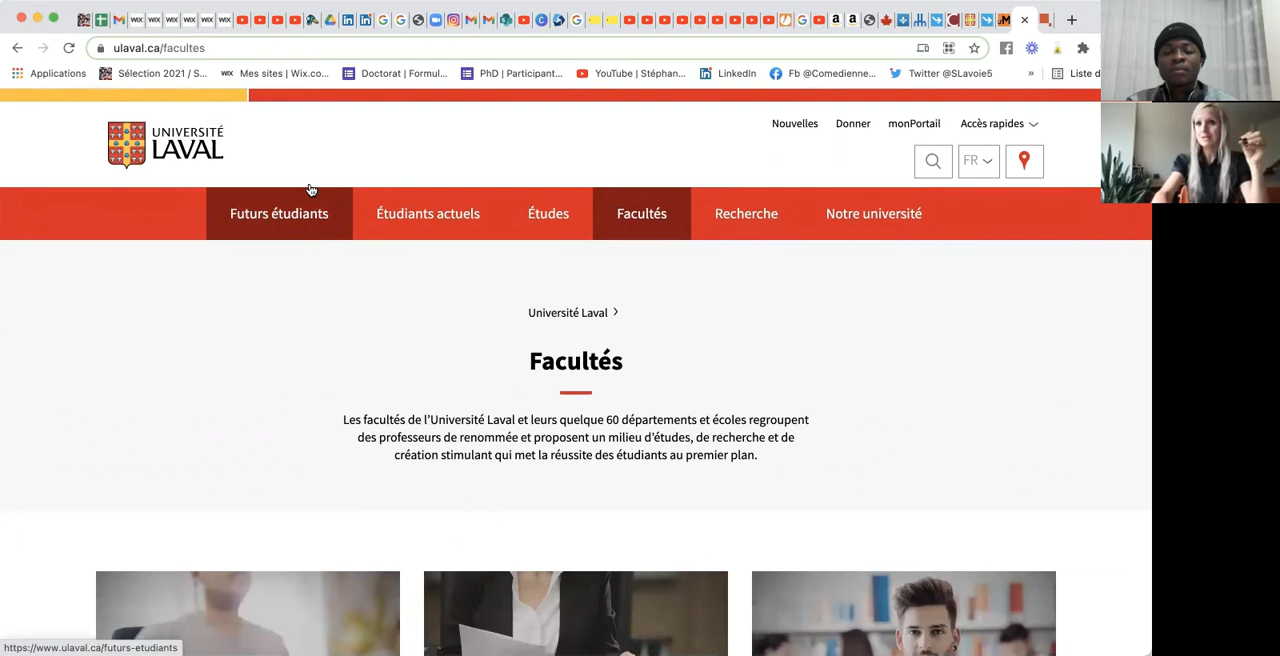 ulaval.ca/facultes
Applications
Sélection 2021 / S...
WIX Mes sites | Wix.co...
Doctorat | Formul...
PhD | Participant...
YouTube | Stéphan...
LinkedIn
Fb @Comedienne...
Twitter @SLavoie5
»
Liste d
UNIVERSITÉ
LAVAL
Nouvelles
Donner
monPortail
Accès rapides
FR
Futurs étudiants
Étudiants actuels
Études
Facultés
Recherche
Notre université
Université Laval >
Facultés
Les facultés de l'Université Laval et leurs quelque 60 départements et écoles regroupent
des professeurs de renommée et proposent un milieu d'études, de recherche et de
création stimulant qui met la réussite des étudiants au premier plan.
https://www.ulaval.ca/futurs-etudiants